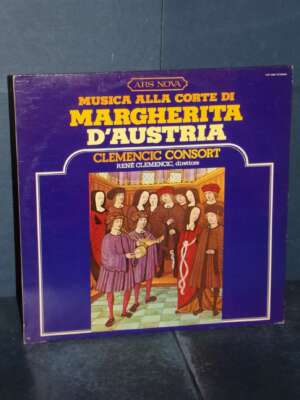 ARS NOVA
MUSICA ALLA CORTE DI
MARGHERITA
D'AUSTRIA
CLEMENCIC CONSORT
RENÉ CLEMENCIC, direttore